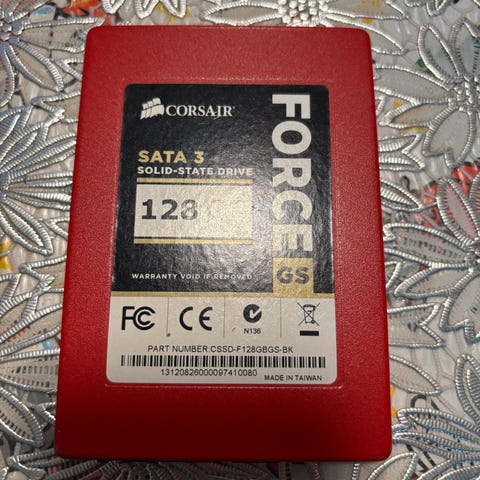 CORSAIR
FORCE
GS
SATA 3
SOLID-STATE DRIVE
128
WARRANTY VOID IF REMOVED
FC CE N136
PART NUMBER:CSSD-F128GBGS-BK
13120826000097410080
MADE IN TAIWAN